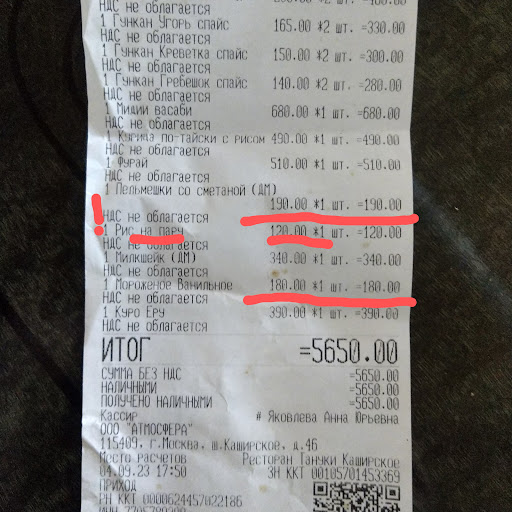 НДС не облагается
1 Гункан Угорь спайс 165.00 *2 шт. =330.00
НДС не облагается
1 Гункан Креветка спайс 150.00 *2 шт. =300.00
НДС не облагается
1 Гункан Гребешок спайс 140.00 *2 шт. =280.00
НДС не облагается
1 Мидии васаби 680.00 *1 шт. =680.00
НДС не облагается
1 Курица по-тайски с рисом 490.00 *1 шт. =490.00
НДС не облагается
1 Фурай 510.00 *1 шт. =510.00
НДС не облагается
1 Пельмешки со сметаной (ДМ)
190.00 *1 шт. =190.00
НДС не облагается
1 Рис на пару 120.00 *1 шт. =120.00
НДС не облагается
1 Милкшейк (ДМ) 340.00 *1 шт. =340.00
НДС не облагается
1 Мороженое Ванильное 180.00 *1 шт. =180.00
НДС не облагается
1 Куро Еру 390.00 *1 шт. =390.00
НДС не облагается
ИТОГ =5650.00
СУММА БЕЗ НДС =5650.00
НАЛИЧНЫМИ =5650.00
ПОЛУЧЕНО НАЛИЧНЫМИ =5650.00
Кассир # Яковлева Анна Юрьевна
ООО "АТМОСФЕРА"
115409, г.Москва, ш.Каширское, д.46
Место расчетов Ресторан Тануки Каширское
04.09.23 17:50 ЗН ККТ 00105701453369
ПРИХОД
РН ККТ 0000624457022186